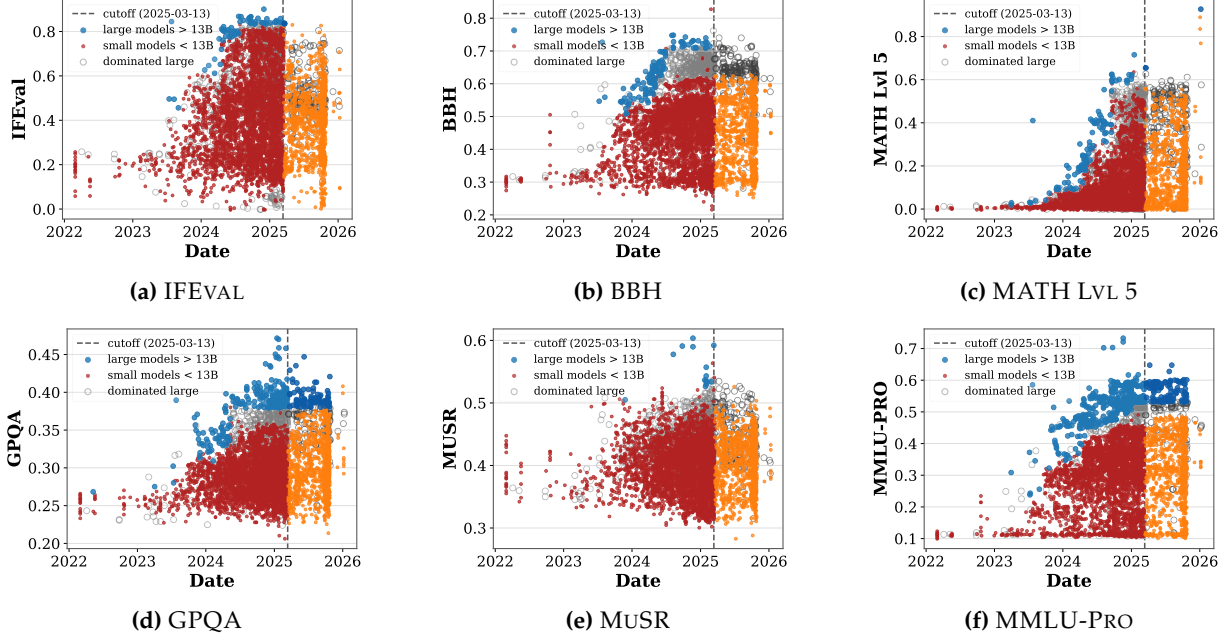 IFEval
0.8
0.6
0.4
0.2
0.0
cutoff (2025-03-13)
large models > 13B
small models < 13B
dominated large
2022 2023 2024 2025 2026
Date
(a) IFEVAL
BBH
0.8
0.7
0.6
0.5
0.4
0.3
0.2
cutoff (2025-03-13)
large models > 13B
small models < 13B
dominated large
2022 2023 2024 2025 2026
Date
(b) BBH
MATH Lvl 5
0.8
0.6
0.4
0.2
0.0
cutoff (2025-03-13)
large models > 13B
small models < 13B
dominated large
2022 2023 2024 2025 2026
Date
(c) MATH LVL 5
GPQA
0.45
0.40
0.35
0.30
0.25
0.20
cutoff (2025-03-13)
large models > 13B
small models < 13B
dominated large
2022 2023 2024 2025 2026
Date
(d) GPQA
MUSR
0.6
0.5
0.4
0.3
cutoff (2025-03-13)
large models > 13B
small models < 13B
dominated large
2022 2023 2024 2025 2026
Date
(e) MUSR
MMLU-PRO
0.7
0.6
0.5
0.4
0.3
0.2
0.1
cutoff (2025-03-13)
large models > 13B
small models < 13B
dominated large
2022 2023 2024 2025 2026
Date
(f) MMLU-PRO